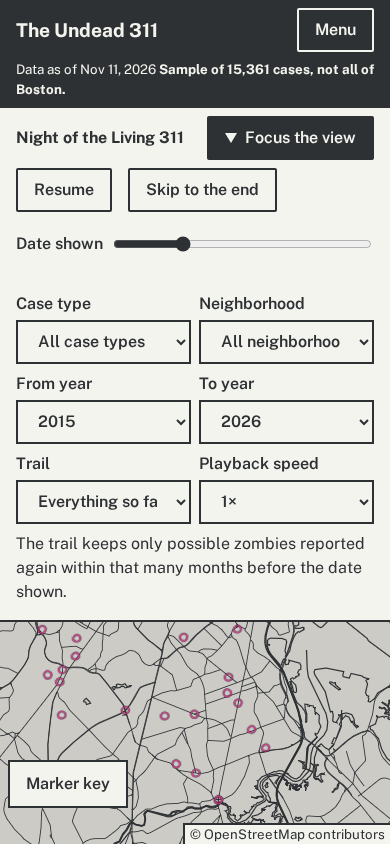 The Undead 311
Menu
Data as of Nov 11, 2026 Sample of 15,361 cases, not all of
Boston.
Night of the Living 311
▼ Focus the view
Resume
Skip to the end
Date shown
Case type
Neighborhood
All case types
All neighborhoo
From year
To year
2015
2026
Trail
Playback speed
Everything so fa
1×
The trail keeps only possible zombies reported
again within that many months before the date
shown.
Marker key
© OpenStreetMap contributors